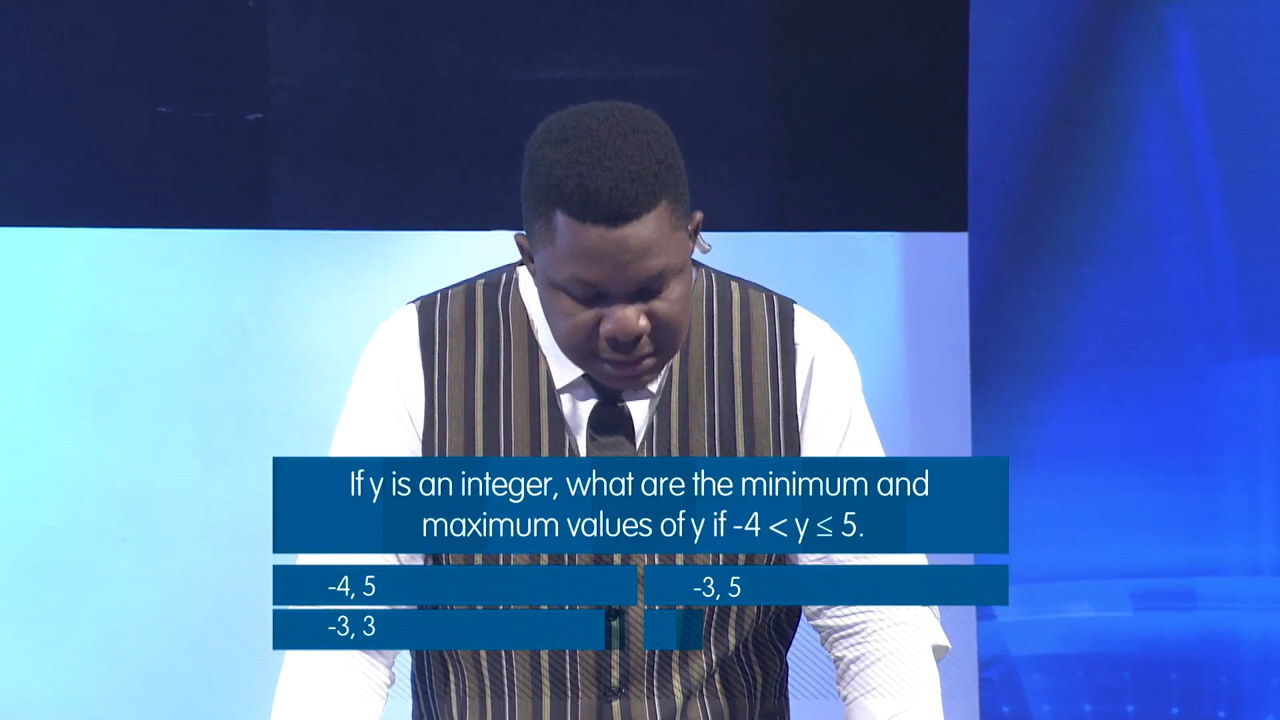 If y is an integer, what are the minimum and
maximum values of y if -4 < y ≤ 5.
-4, 5
-3, 5
-3, 3